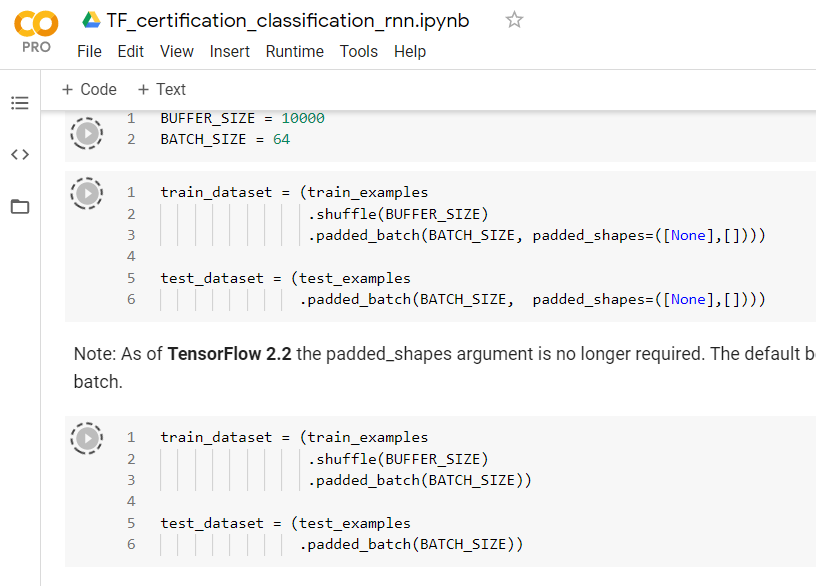 CO TF_certification_classification_rnn.ipynb
PRO File Edit View Insert Runtime Tools Help
+ Code + Text
1 BUFFER_SIZE = 10000
2 BATCH_SIZE = 64
1 train_dataset = (train_examples
2 .shuffle(BUFFER_SIZE)
3 .padded_batch(BATCH_SIZE, padded_shapes=([None],[])))
4
5 test_dataset = (test_examples
6 .padded_batch(BATCH_SIZE,  padded_shapes=([None],[])))
Note: As of TensorFlow 2.2 the padded_shapes argument is no longer required. The default b
batch.
1 train_dataset = (train_examples
2 .shuffle(BUFFER_SIZE)
3 .padded_batch(BATCH_SIZE))
4
5 test_dataset = (test_examples
6 .padded_batch(BATCH_SIZE))